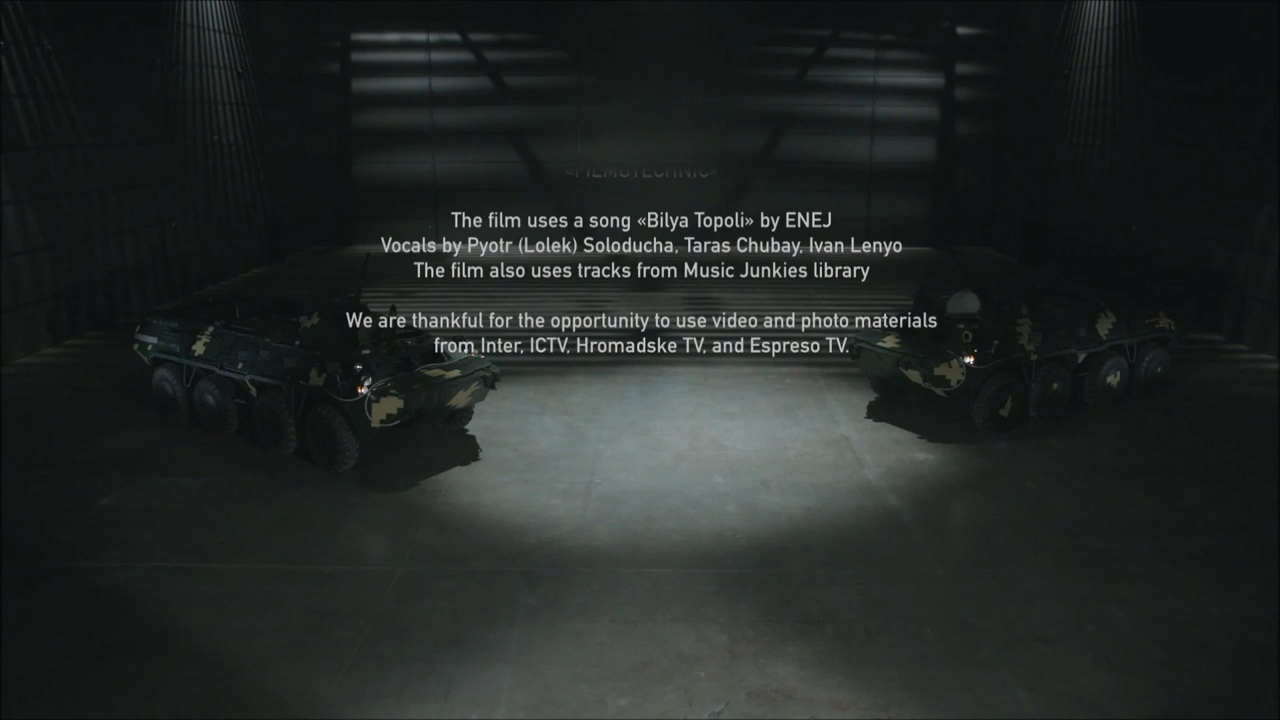 «FILMOTECHNIC»
The film uses a song «Bilya Topoli» by ENEJ
Vocals by Pyotr (Lolek) Soloducha, Taras Chubay, Ivan Lenyo
The film also uses tracks from Music Junkies library
We are thankful for the opportunity to use video and photo materials
from Inter, ICTV, Hromadske TV, and Espreso TV.